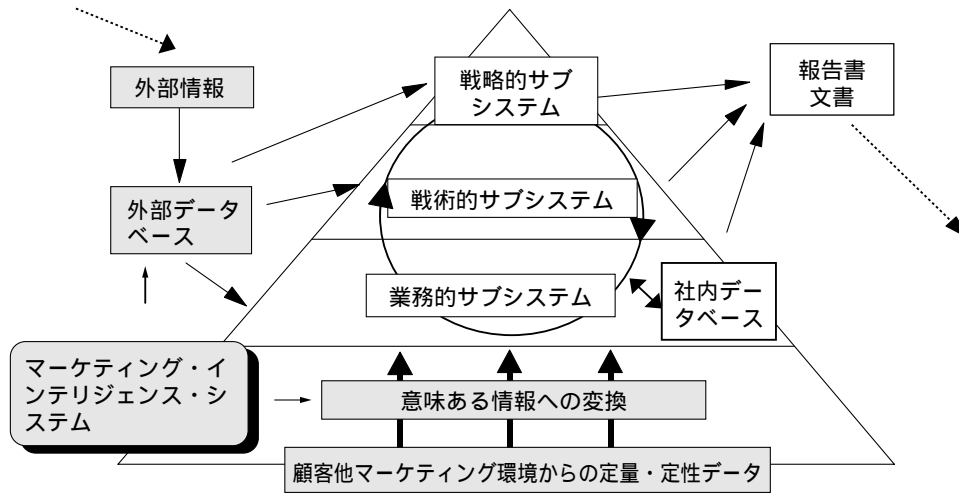 外部情報
戦略的サブ
システム
報告書
文書
外部データ
ベース
戦術的サブシステム
業務的サブシステム
社内デー
タベース
マーケティング・イ
ンテリジェンス・シ
ステム
意味ある情報への変換
顧客他マーケティング環境からの定量・定性データ